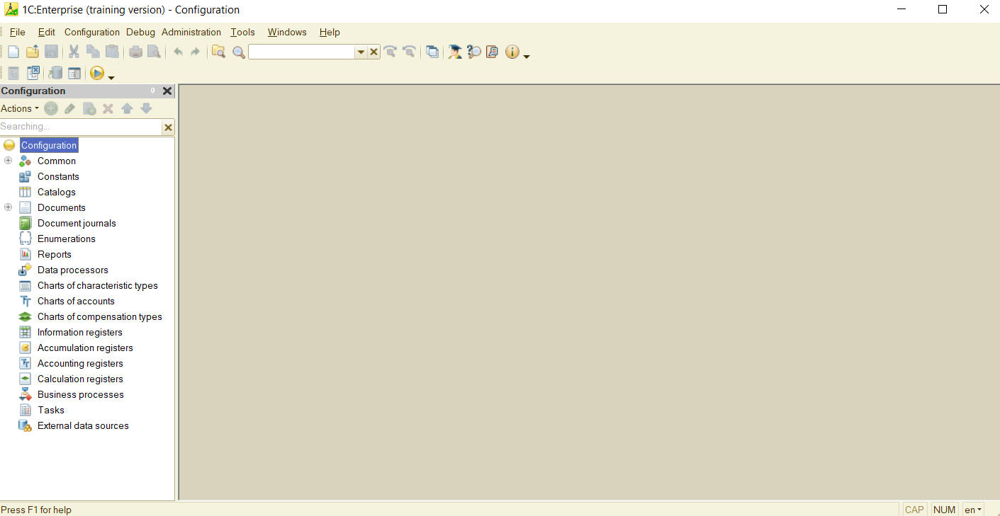 1C:Enterprise (training version) - Configuration
File Edit Configuration Debug Administration Tools Windows Help
Configuration
Actions
Searching...
Configuration
Common
Constants
Catalogs
Documents
Document journals
Enumerations
Reports
Data processors
Charts of characteristic types
Charts of accounts
Charts of compensation types
Information registers
Accumulation registers
Accounting registers
Calculation registers
Business processes
Tasks
External data sources
Press F1 for help CAP NUM en